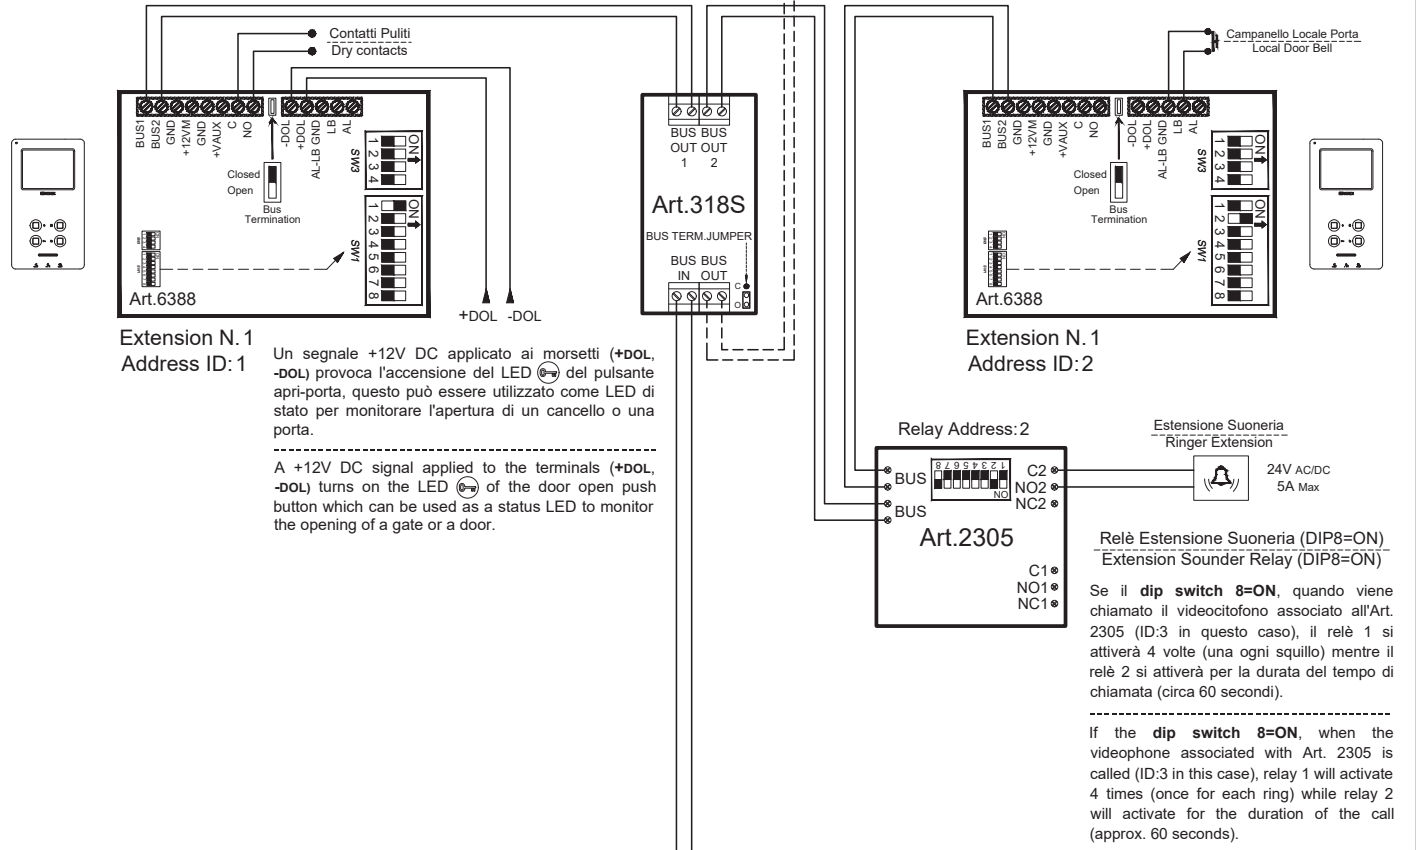 Contatti Puliti
Dry contacts
BUS1
BUS2
GND
+12VM
GND
+VAUX
C
NO
-DOL
+DOL
AL-LB GND
LB
AL
Closed
Open
Bus
Termination
1
2
3
4
ON
SW3
1
2
3
4
5
6
7
8
ON
SW1
Art.6388
+DOL -DOL
Extension N.1
Address ID:1
Un segnale +12V DC applicato ai morsetti (+DOL,
-DOL) provoca l'accensione del LED del pulsante
apri-porta, questo può essere utilizzato come LED di
stato per monitorare l'apertura di un cancello o una
porta.
A +12V DC signal applied to the terminals (+DOL,
-DOL) turns on the LED of the door open push
button which can be used as a status LED to monitor
the opening of a gate or a door.
BUS BUS
OUT OUT
1 2
Art.318S
BUS TERM.JUMPER
BUS BUS
IN OUT
C
O
Campanello Locale Porta
Local Door Bell
BUS1
BUS2
GND
+12VM
GND
+VAUX
C
NO
-DOL
+DOL
AL-LB GND
LB
AL
Closed
Open
Bus
Termination
1
2
3
4
ON
SW3
1
2
3
4
5
6
7
8
ON
SW1
Art.6388
Extension N.1
Address ID:2
Relay Address:2
8 7 6 5 4 3 2 1
ON
BUS
BUS
C2
NO2
NC2
Art.2305
C1
NO1
NC1
Estensione Suoneria
Ringer Extension
24V AC/DC
5A Max
Relè Estensione Suoneria (DIP8=ON)
Extension Sounder Relay (DIP8=ON)
Se il dip switch 8=ON, quando viene
chiamato il videocitofono associato all'Art.
2305 (ID:3 in questo caso), il relè 1 si
attiverà 4 volte (una ogni squillo) mentre il
relè 2 si attiverà per la durata del tempo di
chiamata (circa 60 secondi).
If the dip switch 8=ON, when the
videophone associated with Art. 2305 is
called (ID:3 in this case), relay 1 will activate
4 times (once for each ring) while relay 2
will activate for the duration of the call
(approx. 60 seconds).